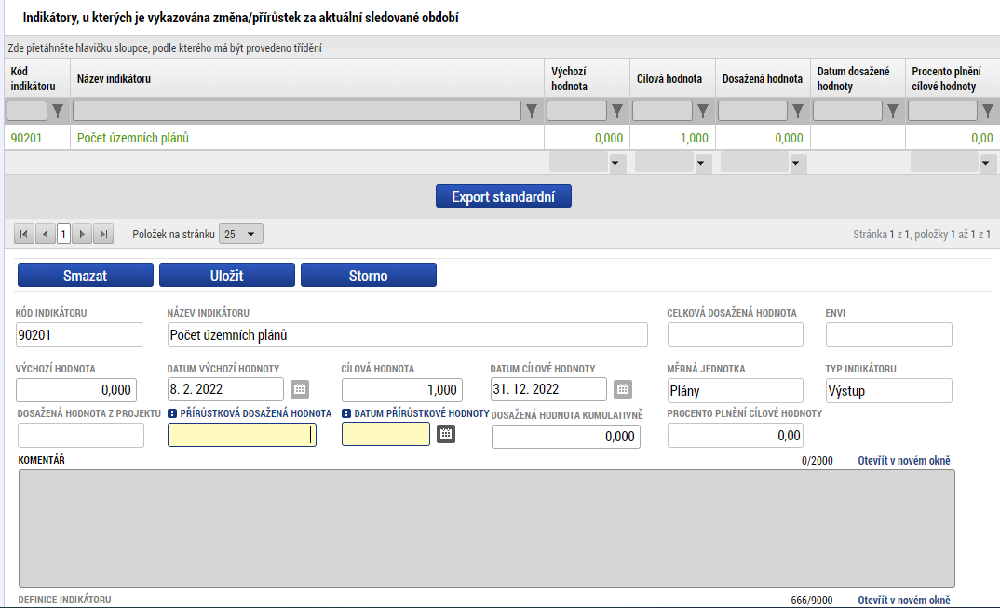 Indikátory, u kterých je vykazována změna/přírůstek za aktuální sledované období
Zde přetáhněte hlavičku sloupce, podle kterého má být provedeno třídění
Kód indikátoru Název indikátoru Výchozí hodnota Cílová hodnota Dosažená hodnota Datum dosažené hodnoty Procento plnění cílové hodnoty
90201 Počet územních plánů 0,000 1,000 0,000 0,00
Export standardní
1 Položek na stránku 25 Stránka 1 z 1, položky 1 až 1 z 1
Smazat Uložit Storno
KÓD INDIKÁTORU NÁZEV INDIKÁTORU CELKOVÁ DOSAŽENÁ HODNOTA ENVI
90201 Počet územních plánů
VÝCHOZÍ HODNOTA DATUM VÝCHOZÍ HODNOTY CÍLOVÁ HODNOTA DATUM CÍLOVÉ HODNOTY MĚRNÁ JEDNOTKA TYP INDIKÁTORU
0,000 8. 2. 2022 1,000 31. 12. 2022 Plány Výstup
DOSAŽENÁ HODNOTA Z PROJEKTU PŘÍRŮSTKOVÁ DOSAŽENÁ HODNOTA DATUM PŘÍRŮSTKOVÉ HODNOTY DOSAŽENÁ HODNOTA KUMULATIVNĚ PROCENTO PLNĚNÍ CÍLOVÉ HODNOTY
0,000 0,00
KOMENTÁŘ 0/2000 Otevřít v novém okně
DEFINICE INDIKÁTORU 666/9000 Otevřít v novém okně